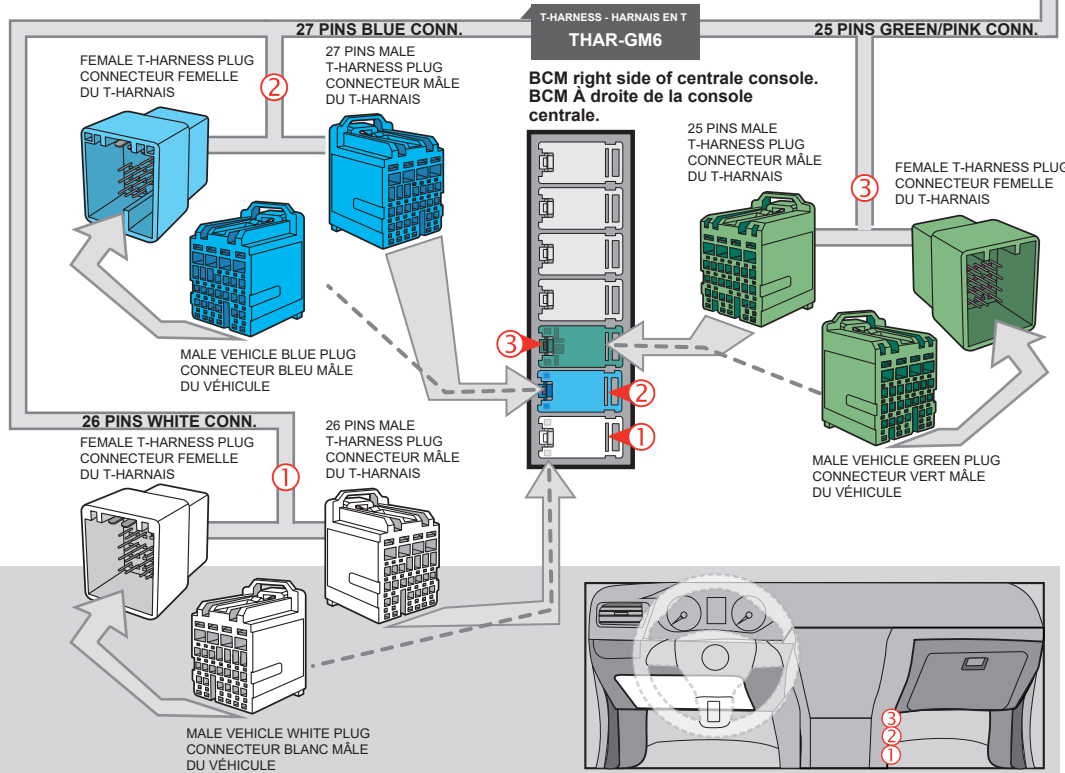 T-HARNESS - HARNAIS EN T
THAR-GM6
27 PINS BLUE CONN.
25 PINS GREEN/PINK CONN.
FEMALE T-HARNESS PLUG
CONNECTEUR FEMELLE
DU T-HARNAIS
2
27 PINS MALE
T-HARNESS PLUG
CONNECTEUR MÂLE
DU T-HARNAIS
BCM right side of centrale console.
BCM À droite de la console
centrale.
25 PINS MALE
T-HARNESS PLUG
CONNECTEUR MÂLE
DU T-HARNAIS
3
FEMALE T-HARNESS PLUG
CONNECTEUR FEMELLE
DU T-HARNAIS
MALE VEHICLE BLUE PLUG
CONNECTEUR BLEU MÂLE
DU VÉHICULE
3
2
1
26 PINS WHITE CONN.
FEMALE T-HARNESS PLUG
CONNECTEUR FEMELLE
DU T-HARNAIS
1
26 PINS MALE
T-HARNESS PLUG
CONNECTEUR MÂLE
DU T-HARNAIS
MALE VEHICLE GREEN PLUG
CONNECTEUR VERT MÂLE
DU VÉHICULE
MALE VEHICLE WHITE PLUG
CONNECTEUR BLANC MÂLE
DU VÉHICULE
3
2
1